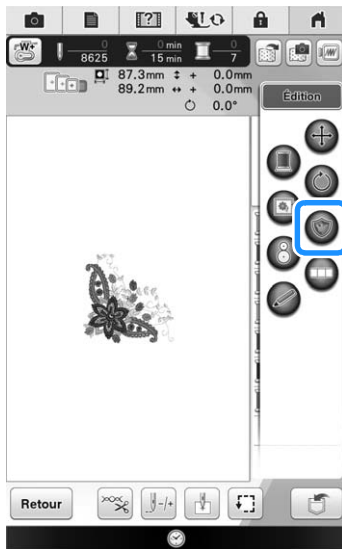 [?]
W+ 0 0 min 0
8625 15 min 7
87.3mm ↕ + 0.0mm
89.2mm ↔ + 0.0mm
0.0°
Édition
8
Retour -/+